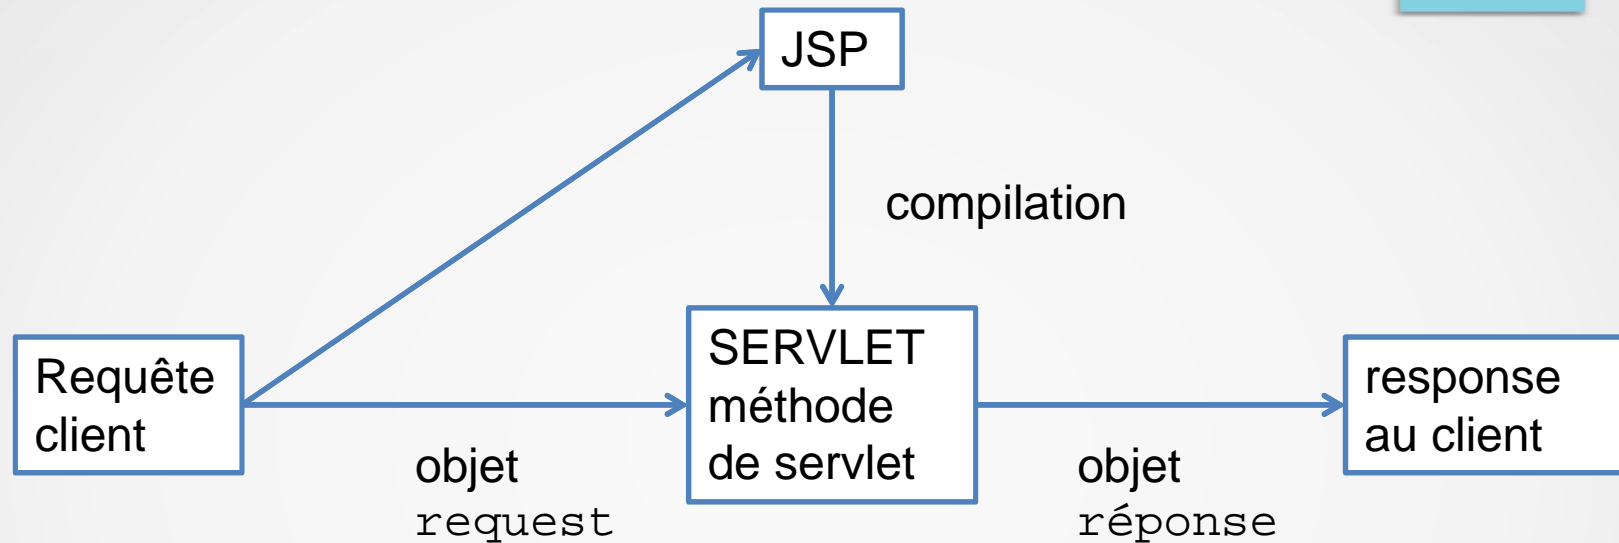 JSP
compilation
Requête
client
SERVLET
méthode
de servlet
response
au client
objet
request
objet
réponse